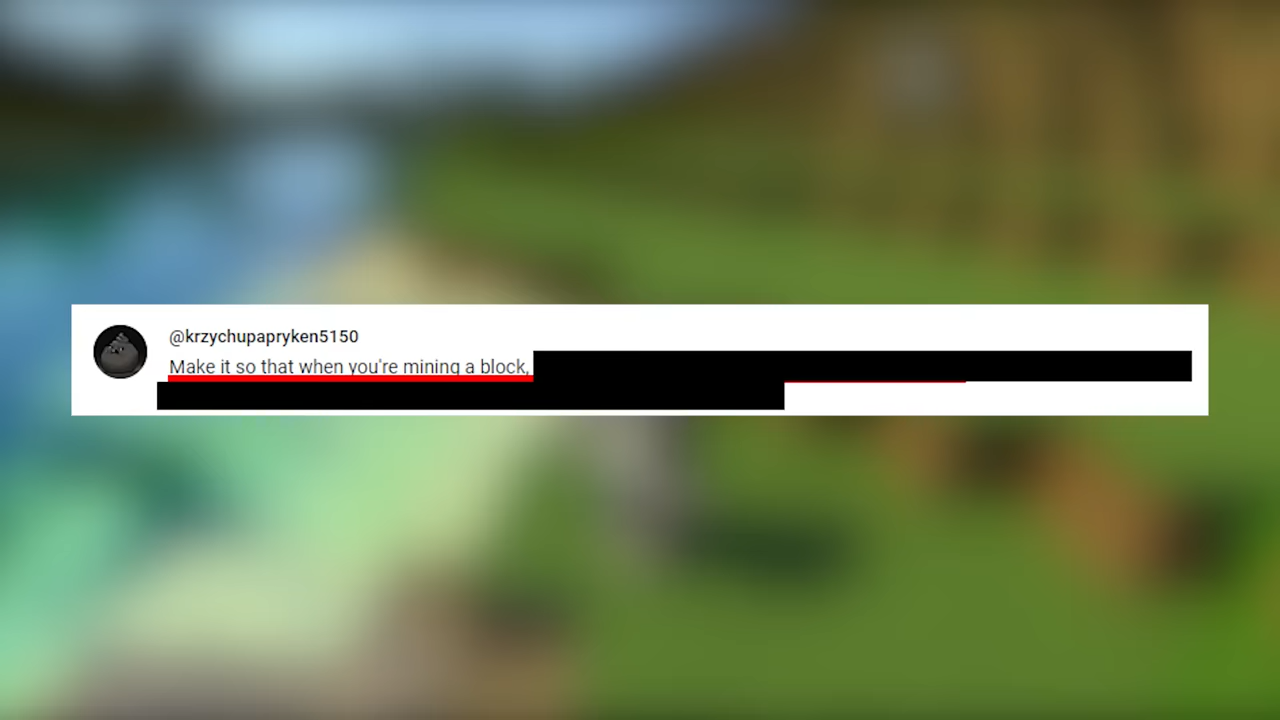 @krzychupapryken5150
Make it so that when you're mining a block,